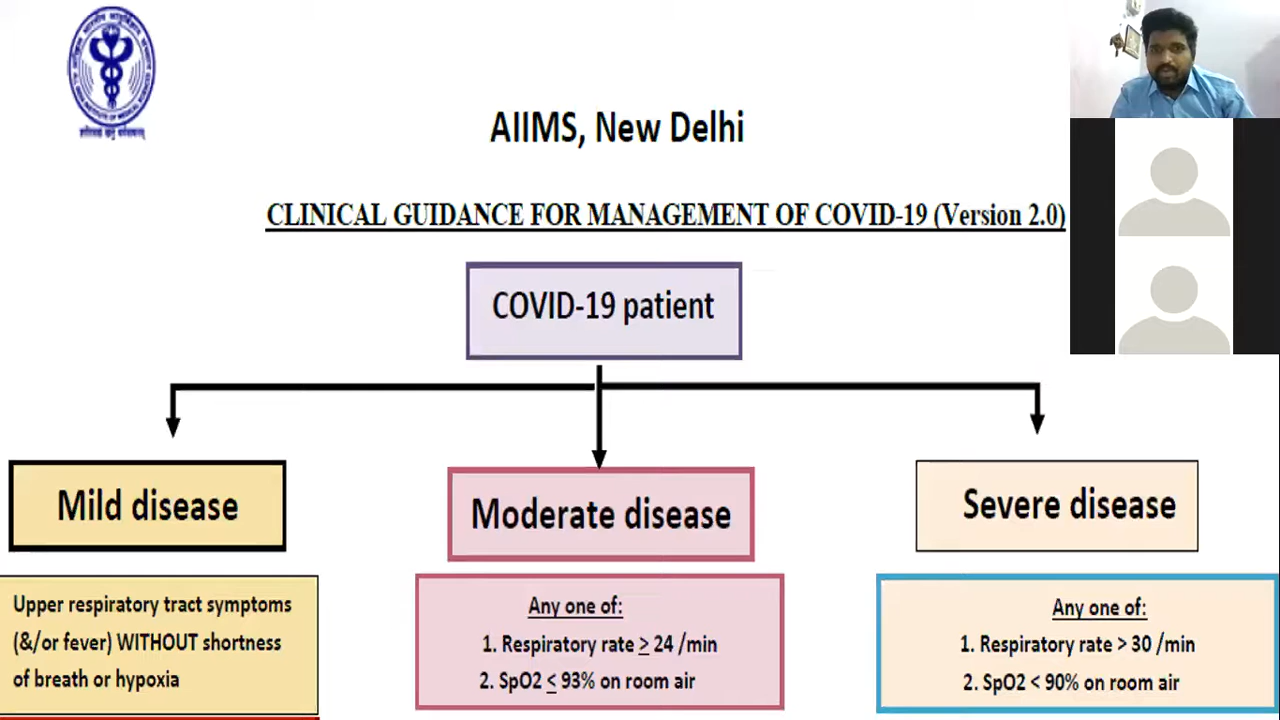 AIIMS, New Delhi
CLINICAL GUIDANCE FOR MANAGEMENT OF COVID-19 (Version 2.0)
COVID-19 patient
Mild disease
Moderate disease
Severe disease
Upper respiratory tract symptoms
(&/or fever) WITHOUT shortness
of breath or hypoxia
Any one of:
1. Respiratory rate ≥ 24 /min
2. SpO2 ≤ 93% on room air
Any one of:
1. Respiratory rate > 30 /min
2. SpO2 < 90% on room air